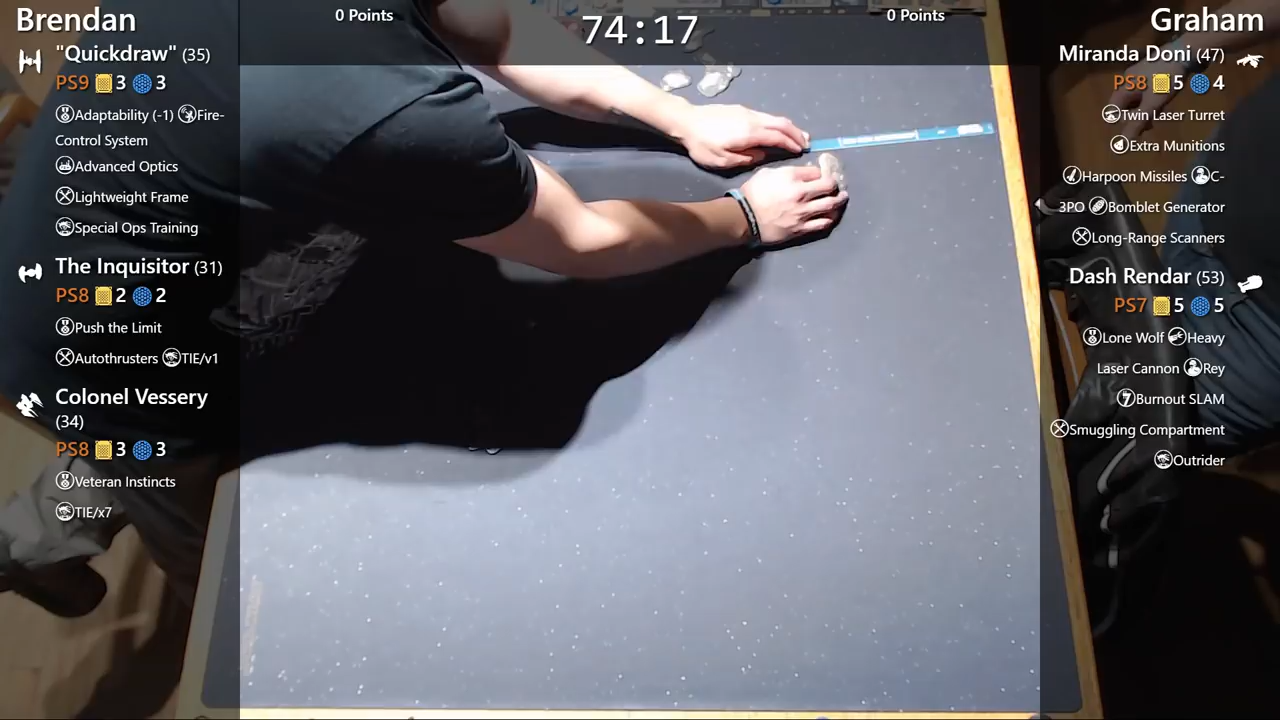 Brendan
0 Points
74:17
0 Points
Graham
"Quickdraw" (35)
PS9 3 3
Adaptability (-1) Fire-
Control System
Advanced Optics
Lightweight Frame
Special Ops Training
The Inquisitor (31)
PS8 2 2
Push the Limit
Autothrusters TIE/v1
Colonel Vessery
(34)
PS8 3 3
Veteran Instincts
TIE/x7
Miranda Doni (47)
PS8 5 4
Twin Laser Turret
Extra Munitions
Harpoon Missiles C-
3PO Bomblet Generator
Long-Range Scanners
Dash Rendar (53)
PS7 5 5
Lone Wolf Heavy
Laser Cannon Rey
Burnout SLAM
Smuggling Compartment
Outrider